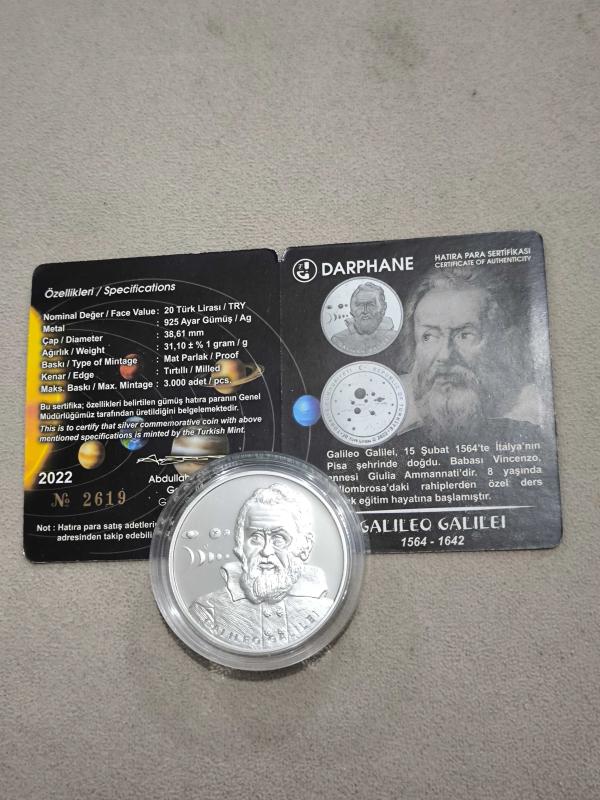 Özellikleri / Specifications
Nominal Değer / Face Value : 20 Türk Lirası / TRY
Metal : 925 Ayar Gümüş / Ag
Çap / Diameter : 38,61 mm
Ağırlık / Weight : 31,10 ± % 1 gram / g
Baskı / Type of Mintage : Mat Parlak / Proof
Kenar / Edge : Tırtıllı / Milled
Maks. Baskı / Max. Mintage : 3.000 adet / pcs.
Bu sertifika; özellikleri belirtilen gümüş hatıra paranın Genel
Müdürlüğümüz tarafından üretildiğini belgelemektedir.
This is to certify that silver commemorative coin with above
mentioned specifications is minted by the Turkish Mint.
2022
Abdullah
№ 2619
Not : Hatıra para satış adetleri
adresinden takip edebili
DARPHANE
HATIRA PARA SERTİFİKASI
CERTIFICATE OF AUTHENTICITY
Galileo Galilei, 15 Şubat 1564'te İtalya'nın
Pisa şehrinde doğdu. Babası Vincenzo,
annesi Giulia Ammannati'dir. 8 yaşında
llombrosa'daki rahiplerden özel ders
k eğitim hayatına başlamıştır.
GALILEO GALILEI
1564 - 1642
GALILEO GALILEI